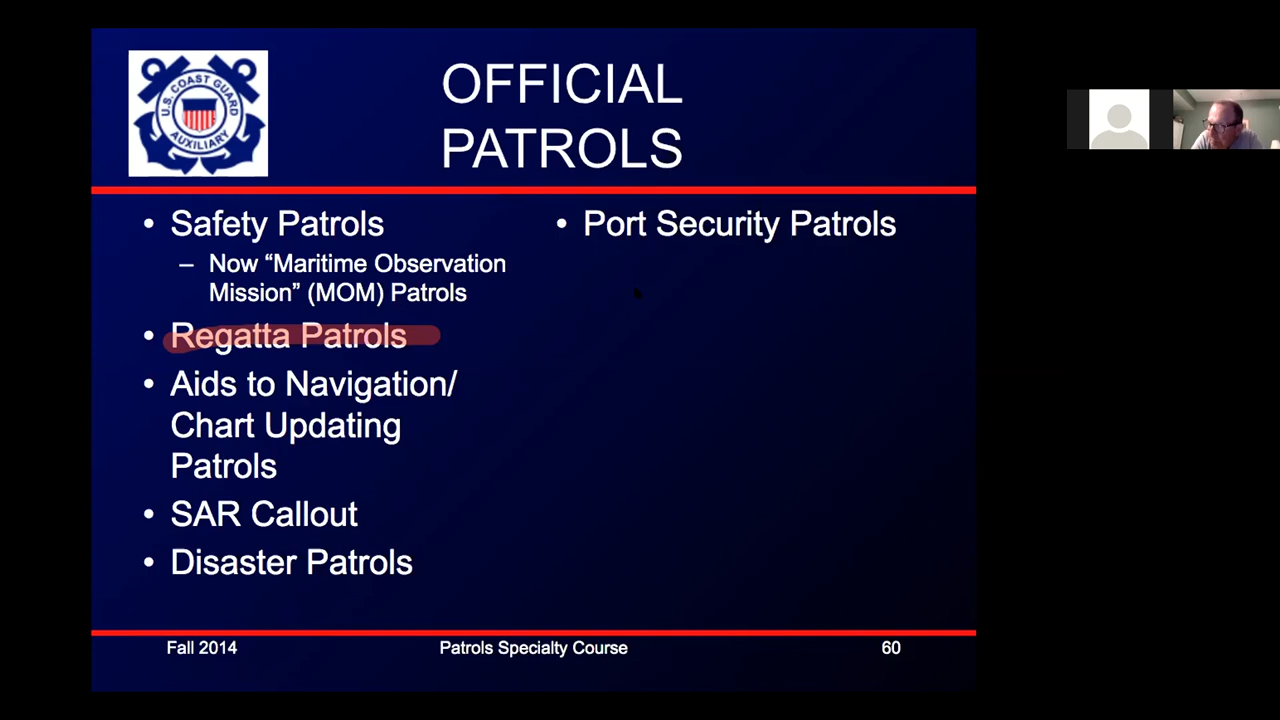 U.S. COAST GUARD
AUXILIARY
OFFICIAL
PATROLS
• Safety Patrols
– Now “Maritime Observation
Mission” (MOM) Patrols
• Regatta Patrols
• Aids to Navigation/
Chart Updating
Patrols
• SAR Callout
• Disaster Patrols
• Port Security Patrols
Fall 2014
Patrols Specialty Course
60